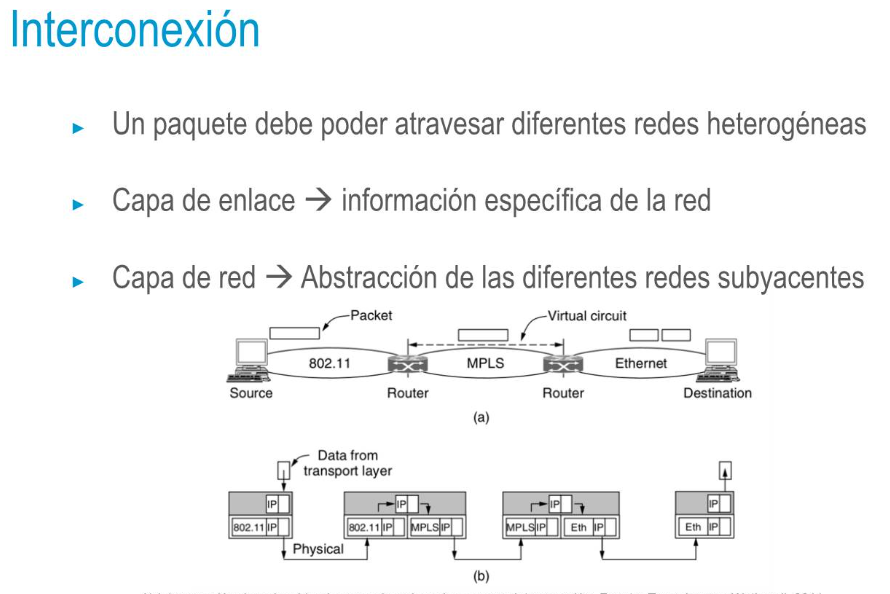 Interconexión
► Un paquete debe poder atravesar diferentes redes heterogéneas
► Capa de enlace → información específica de la red
► Capa de red → Abstracción de las diferentes redes subyacentes
Packet
Virtual circuit
802.11
MPLS
Ethernet
Source
Router
Router
Destination
(a)
Data from
transport layer
IP
IP
IP
IP
802.11 IP
802.11 IP
MPLS IP
MPLS IP
Eth IP
Eth IP
Physical
(b)